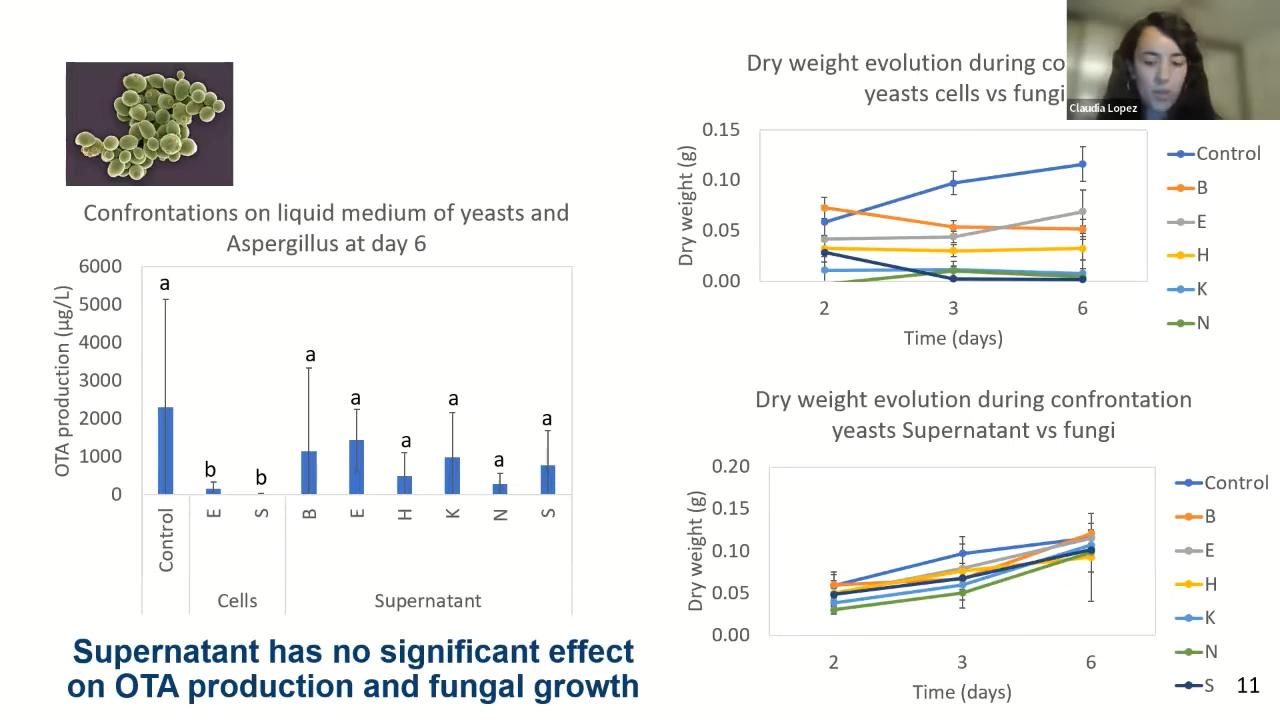 Claudia Lopez
Confrontations on liquid medium of yeasts and
Aspergillus at day 6
OTA production (µg/L)
6000
5000
4000
3000
2000
1000
0
a
b
b
a
a
a
a
a
a
Control
E
S
B
E
H
K
N
S
Cells
Supernatant
Supernatant has no significant effect
on OTA production and fungal growth
Dry weight evolution during co
yeasts cells vs fungi
Dry weight (g)
0.15
0.10
0.05
0.00
2
3
6
Time (days)
Control
B
E
H
K
N
Dry weight evolution during confrontation
yeasts Supernatant vs fungi
Dry weight (g)
0.20
0.15
0.10
0.05
0.00
2
3
6
Time (days)
Control
B
E
H
K
N
S
11